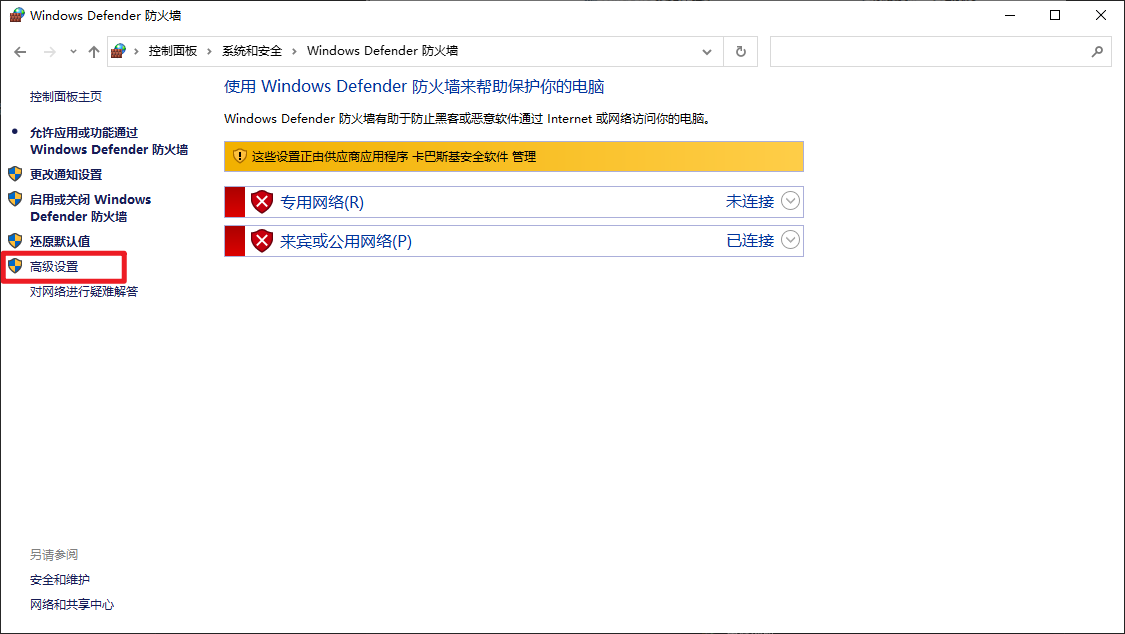 Windows Defender 防火墙
控制面板 系统和安全 Windows Defender 防火墙
控制面板主页
允许应用或功能通过
Windows Defender 防火墙
更改通知设置
启用或关闭 Windows
Defender 防火墙
还原默认值
高级设置
对网络进行疑难解答
使用 Windows Defender 防火墙来帮助保护你的电脑
Windows Defender 防火墙有助于防止黑客或恶意软件通过 Internet 或网络访问你的电脑。
这些设置正由供应商应用程序 卡巴斯基安全软件 管理
专用网络(R) 未连接
来宾或公用网络(P) 已连接
另请参阅
安全和维护
网络和共享中心